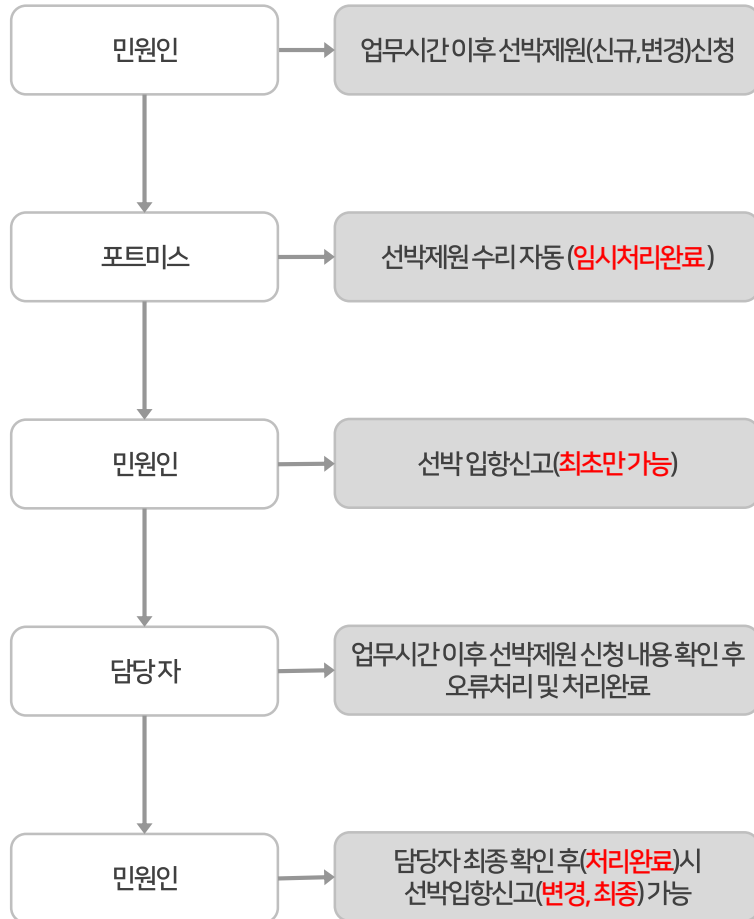 민원인
업무시간 이후 선박제원(신규,변경)신청
포트미스
선박제원 수리 자동 (임시처리완료 )
민원인
선박 입항신고(최초만 가능)
담당 자
업무시간 이후 선박제원 신청 내용 확인 후
오류처리 및 처리완료
민원인
담당자 최종 확인 후(처리완료)시
선박입항신고(변경, 최종) 가능